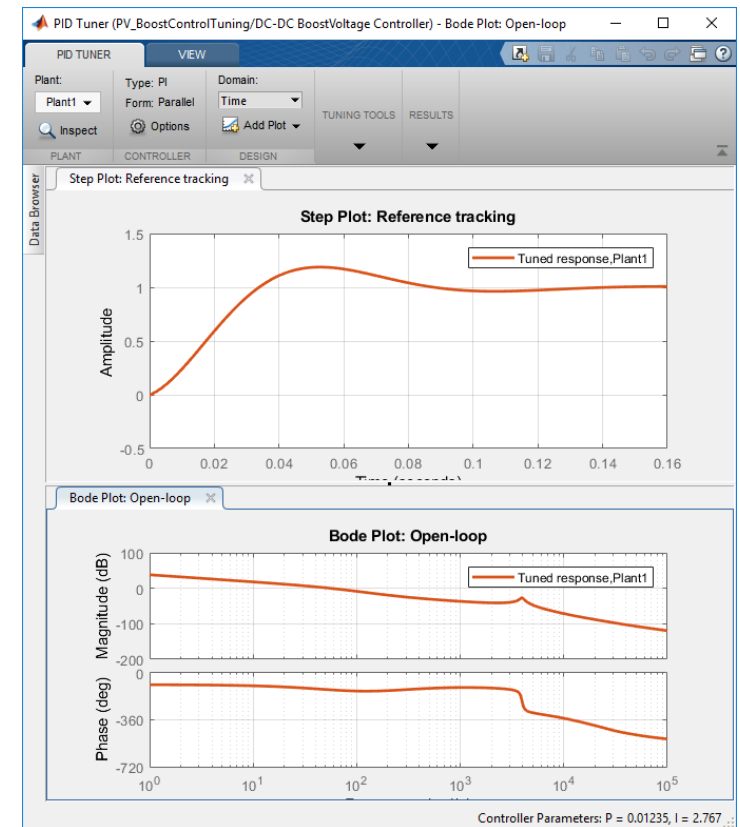 PID Tuner (PV_BoostControlTuning/DC-DC BoostVoltage Controller) - Bode Plot: Open-loop
PID TUNER VIEW
Plant: Type: PI Domain:
Plant1 Form: Parallel Time
Inspect Options Add Plot TUNING TOOLS RESULTS
PLANT CONTROLLER DESIGN
Data Browser
Step Plot: Reference tracking
Step Plot: Reference tracking
Tuned response,Plant1
Amplitude
1.5
1
0.5
0
-0.5
0 0.02 0.04 0.06 0.08 0.1 0.12 0.14 0.16
Time (seconds)
Bode Plot: Open-loop
Bode Plot: Open-loop
Tuned response,Plant1
Magnitude (dB)
100
0
-100
-200
Phase (deg)
0
-360
-720
10^0 10^1 10^2 10^3 10^4 10^5
Controller Parameters: P = 0.01235, I = 2.767